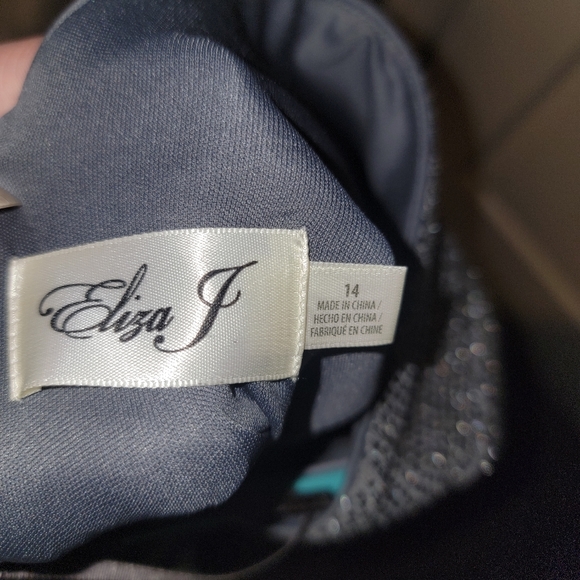 Eliza J
14
MADE IN CHINA /
HECHO EN CHINA /
FABRIQUÉ EN CHINE